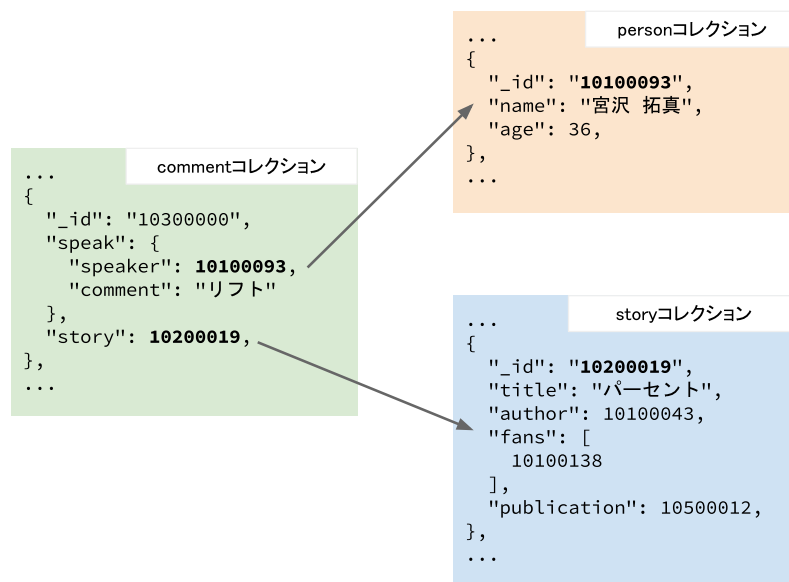 commentコレクション
...
{
  "_id": "10300000",
  "speak": {
    "speaker": 10100093,
    "comment": "リフト"
  },
  "story": 10200019,
},
...
personコレクション
...
{
  "_id": "10100093",
  "name": "宮沢 拓真",
  "age": 36,
},
...
storyコレクション
...
{
  "_id": "10200019",
  "title": "パーセント",
  "author": 10100043,
  "fans": [
    10100138
  ],
  "publication": 10500012,
},
...